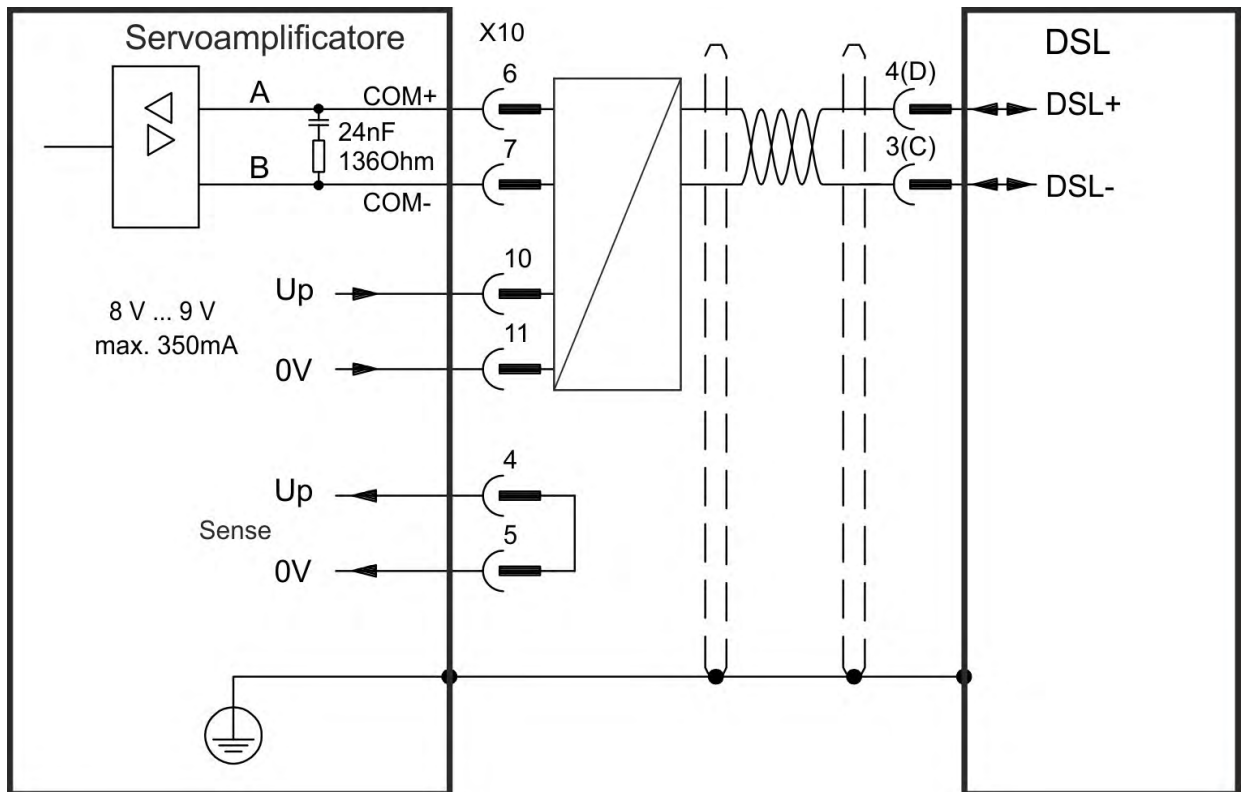 Servoamplificatore
X10
DSL
A
COM+
6
4(D)
DSL+
24nF
136Ohm
7
3(C)
B
COM-
DSL-
10
Up
8 V ... 9 V
max. 350mA
11
0V
4
Up
Sense
5
0V